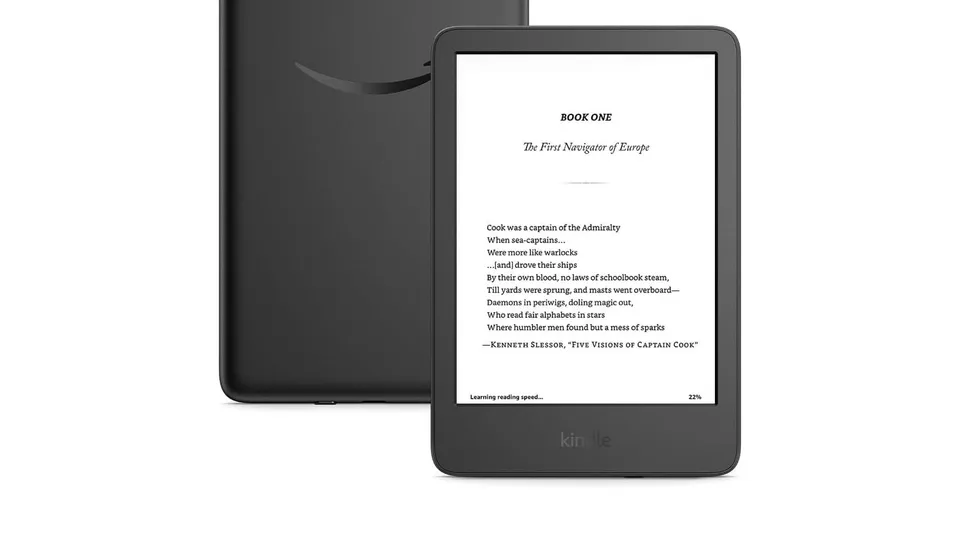 BOOK ONE
The First Navigator of Europe
Cook was a captain of the Admiralty
When sea-captains...
Were more like warlocks
...[and] drove their ships
By their own blood, no laws of schoolbook steam,
Till yards were sprung, and masts went overboard—
Daemons in periwigs, doling magic out,
Who read fair alphabets in stars
Where humbler men found but a mess of sparks
—KENNETH SLESSOR, "FIVE VISIONS OF CAPTAIN COOK"
Learning reading speed... 22%
kindle